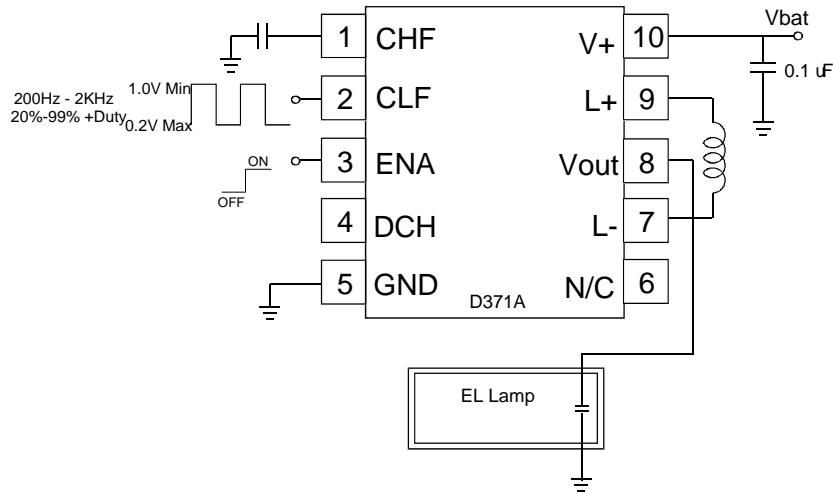 Vbat
1 CHF
V+ 10
0.1 uF
1.0V Min
200Hz - 2KHz
20%-99% +Duty
0.2V Max
2 CLF
L+ 9
ON
OFF
3 ENA
Vout 8
4 DCH
L- 7
5 GND
N/C 6
D371A
EL Lamp